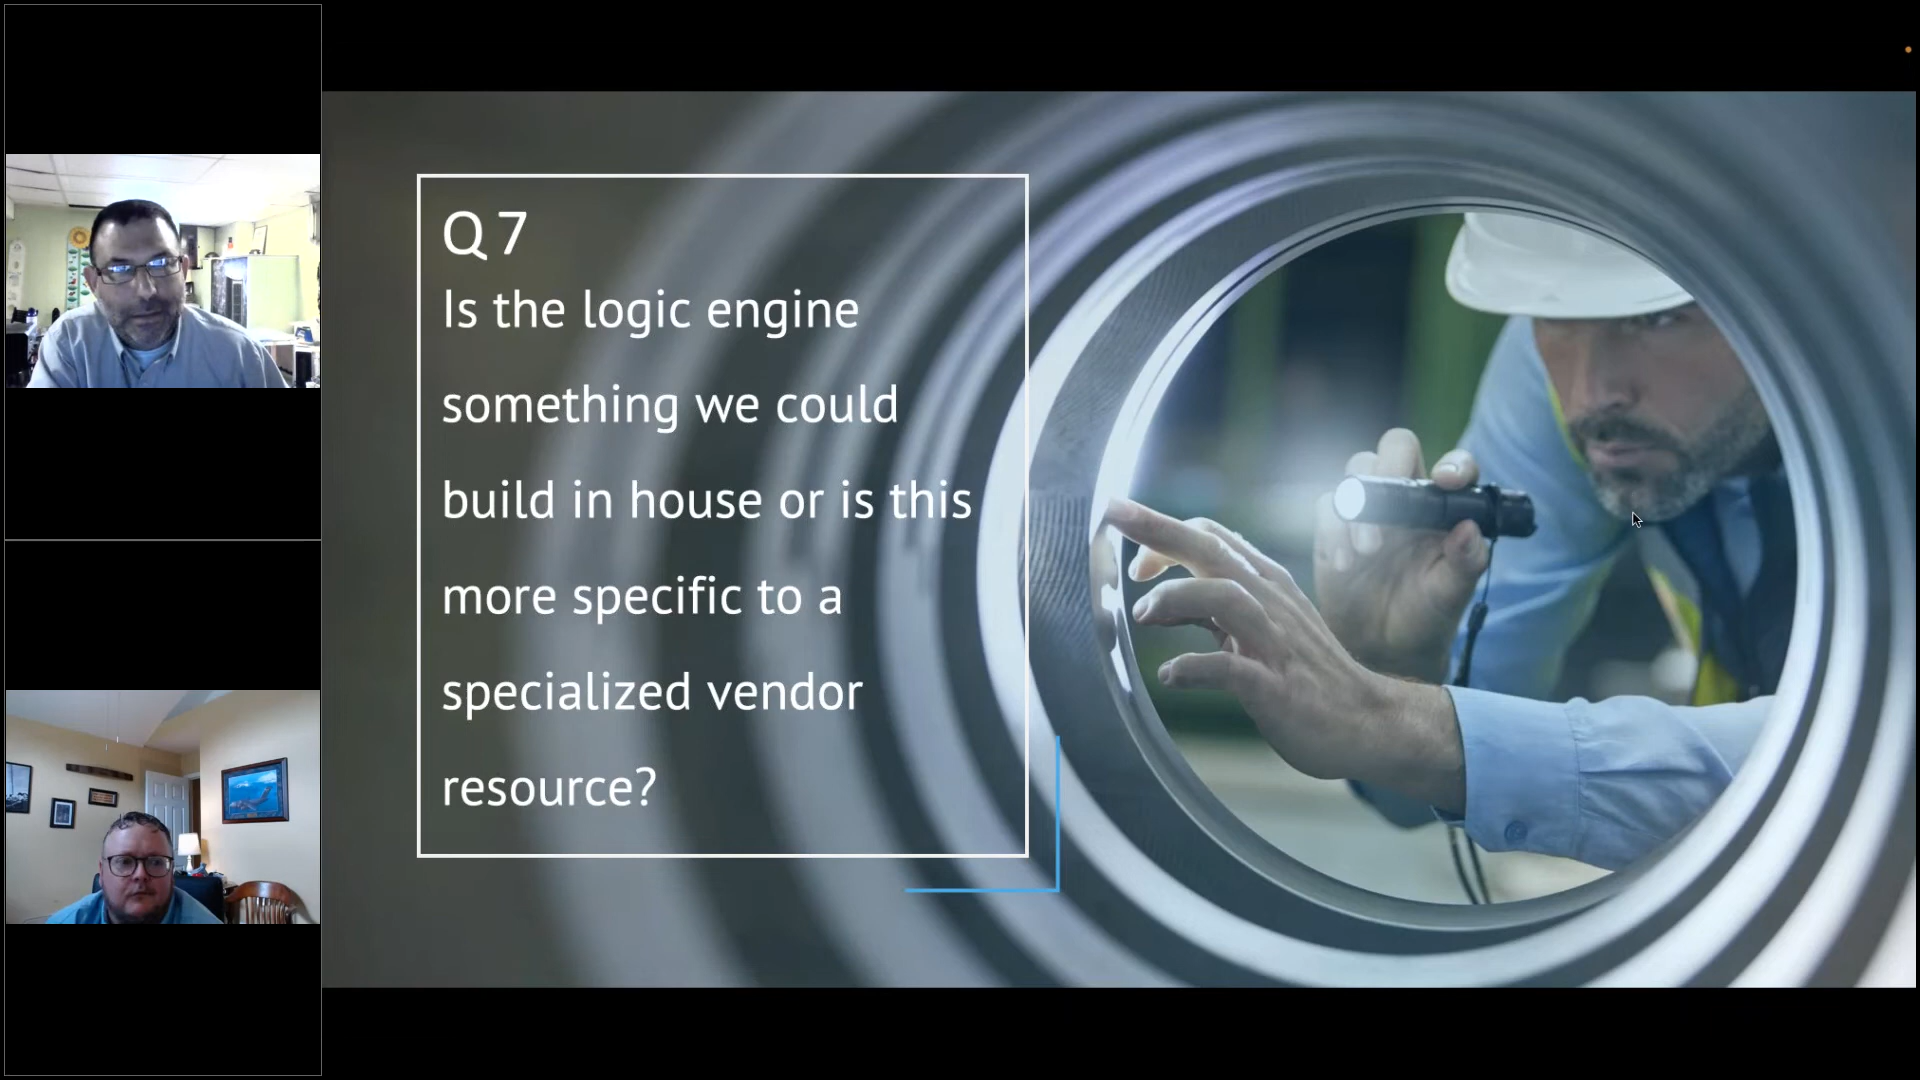 Q7
Is the logic engine
something we could
build in house or is this
more specific to a
specialized vendor
resource?